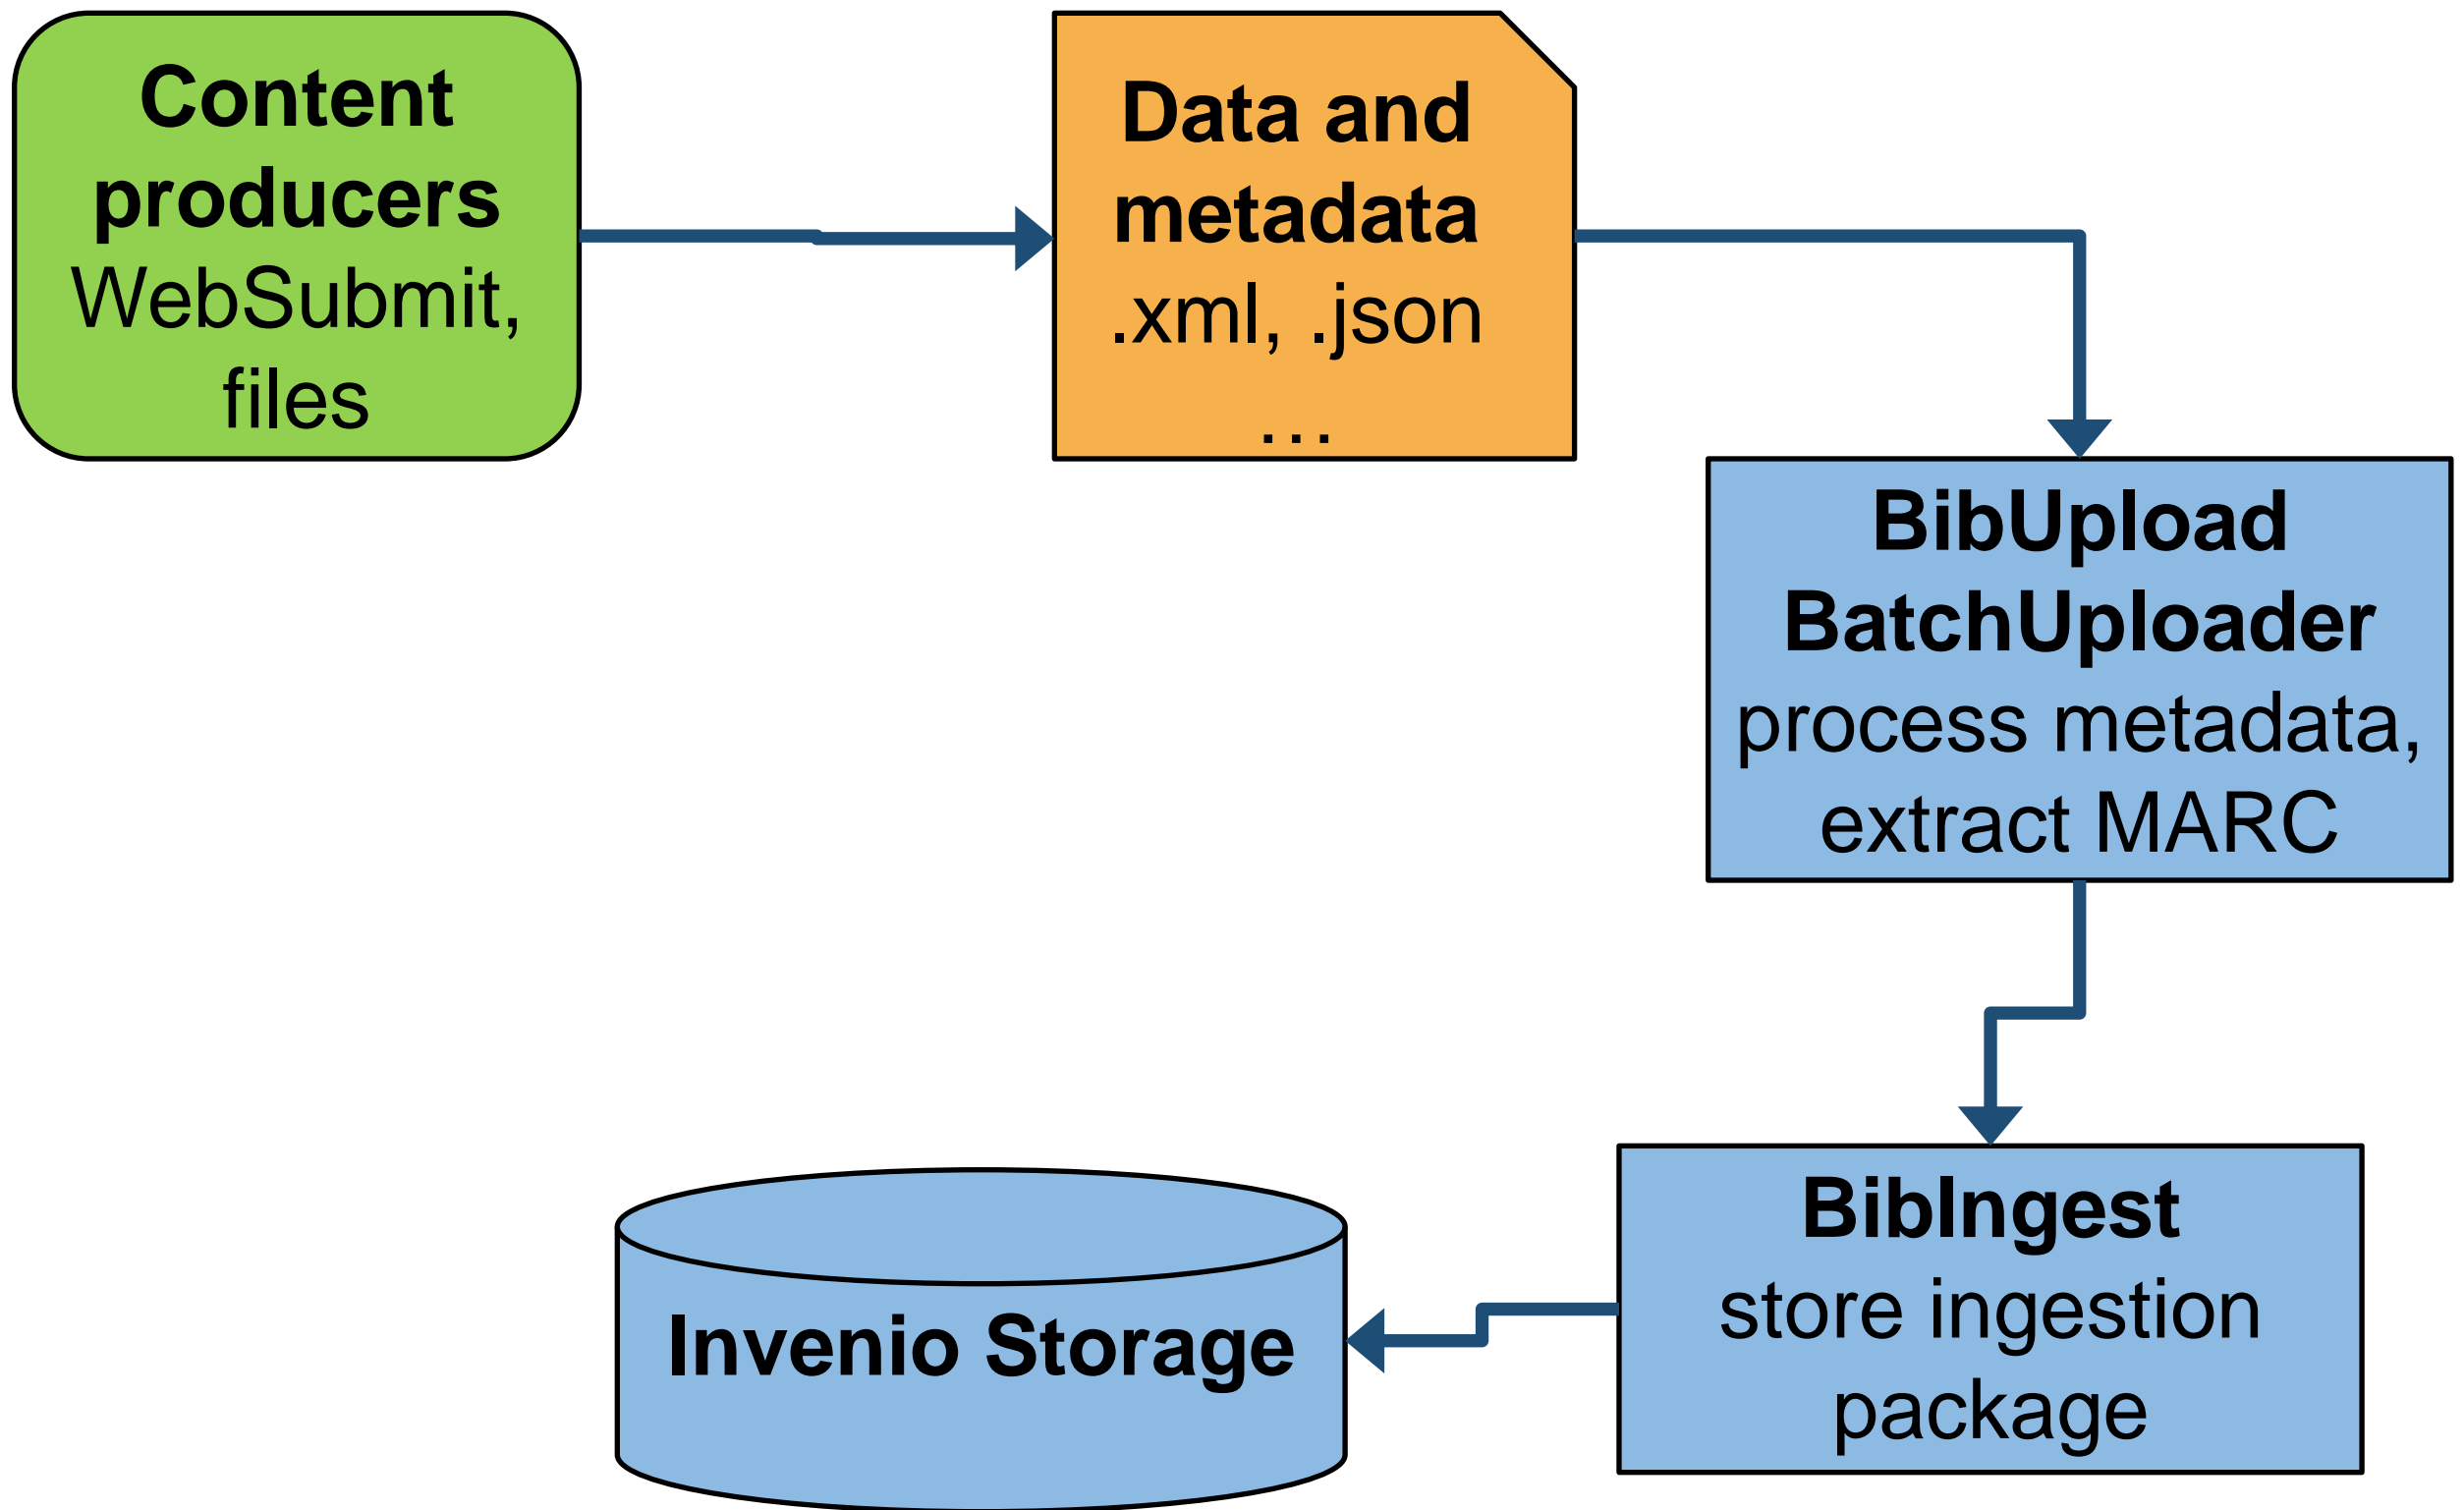 Content
producers
WebSubmit,
files
Data and
metadata
.xml, .json
...
BibUpload
BatchUploader
process metadata,
extract MARC
BibIngest
store ingestion
package
Invenio Storage